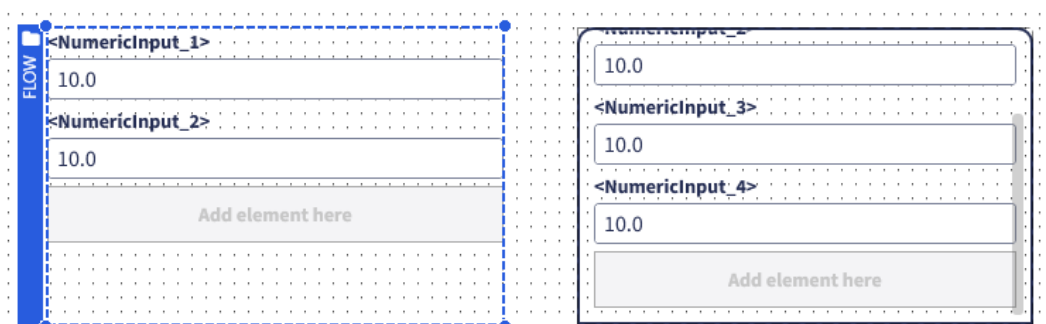 FLOW
<NumericInput_1>
10.0
<NumericInput_2>
10.0
Add element here
<NumericInput_2>
10.0
<NumericInput_3>
10.0
<NumericInput_4>
10.0
Add element here